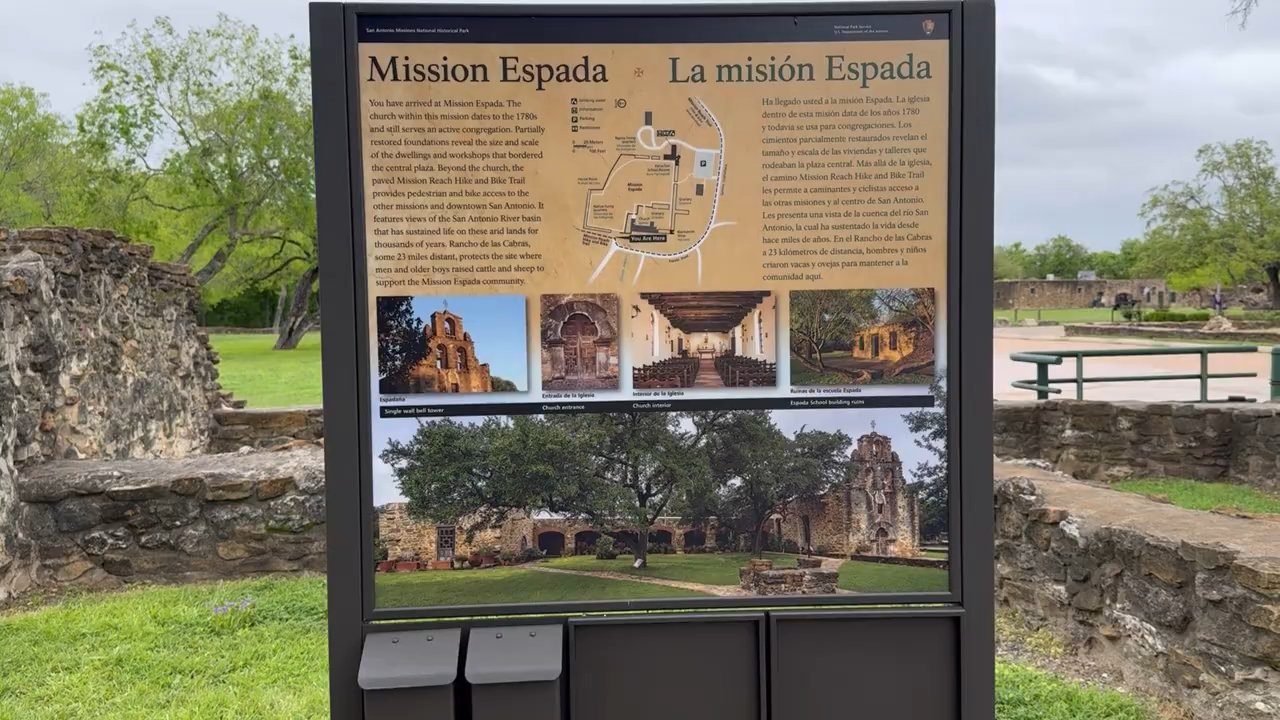 San Antonio Missions National Historical Park
National Park Service
U.S. Department of the Interior
Mission Espada
La misión Espada
You have arrived at Mission Espada. The
church within this mission dates to the 1780s
and still serves an active congregation. Partially
restored foundations reveal the size and scale
of the dwellings and workshops that bordered
the central plaza. Beyond the church, the
paved Mission Reach Hike and Bike Trail
provides pedestrian and bike access to the
other missions and downtown San Antonio. It
features views of the San Antonio River basin
that has sustained life on these arid lands for
thousands of years. Rancho de las Cabras,
some 23 miles distant, protects the site where
men and older boys raised cattle and sheep to
support the Mission Espada community.
Drinking water
Information
Parking
Restrooms
Mission
Espada
You Are Here
Ha llegado usted a la misión Espada. La iglesia
dentro de esta misión data de los años 1780
y todavía se usa para congregaciones. Los
cimientos parcialmente restaurados revelan el
tamaño y escala de las viviendas y talleres que
rodeaban la plaza central. Más allá de la iglesia,
el camino Mission Reach Hike and Bike Trail
les permite a caminantes y ciclistas acceso a
las otras misiones y al centro de San Antonio.
Les presenta una vista de la cuenca del río San
Antonio, la cual ha sustentado la vida desde
hace miles de años. En el Rancho de las Cabras
a 23 kilómetros de distancia, hombres y niños
criaron vacas y ovejas para mantener a la
comunidad aquí.
Espadaña
Single wall bell tower
Entrada de la Iglesia
Church entrance
Interior de la Iglesia
Church interior
Ruinas de la escuela Espada
Espada School building ruins